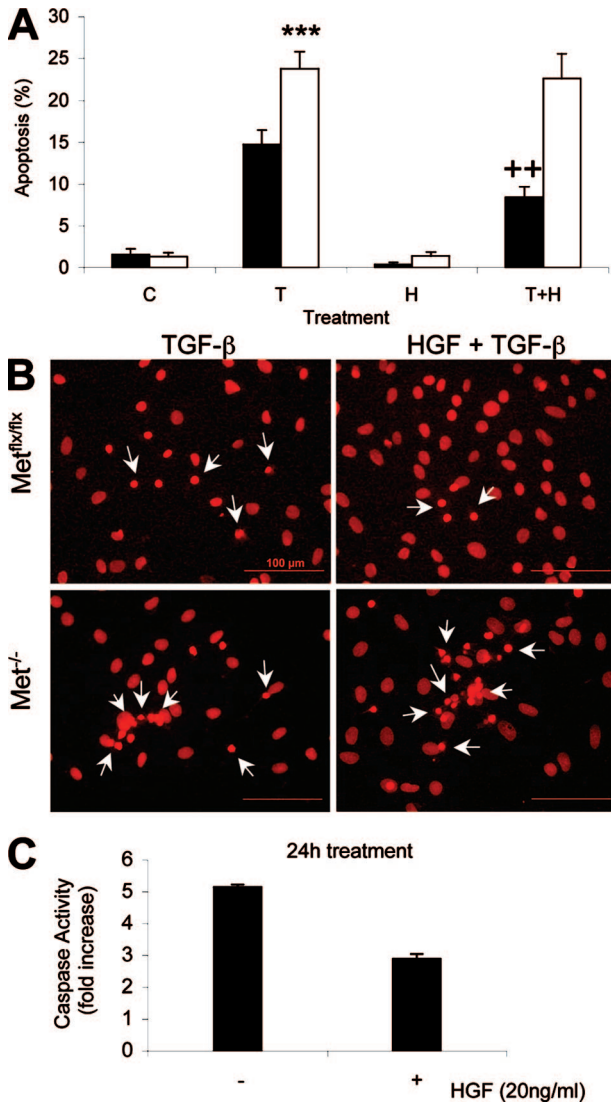 A
Apoptosis (%)
30
25
20
15
10
5
0
***
++
C T H T+H
Treatment
B
TGF-β HGF + TGF-β
Met^flx/flx
100 µm
Met^-/-
C
24h treatment
Caspase Activity
(fold increase)
6
5
4
3
2
1
0
- +
HGF (20ng/ml)